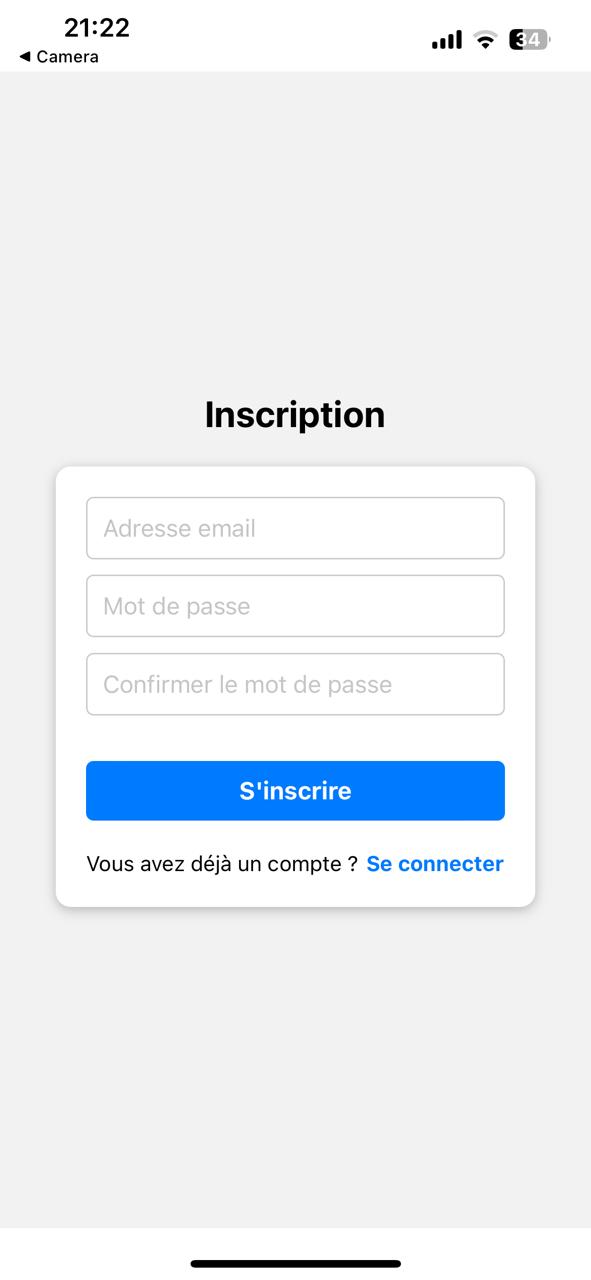 21:22
◀ Camera
34
Inscription
Adresse email
Mot de passe
Confirmer le mot de passe
S'inscrire
Vous avez déjà un compte ? Se connecter